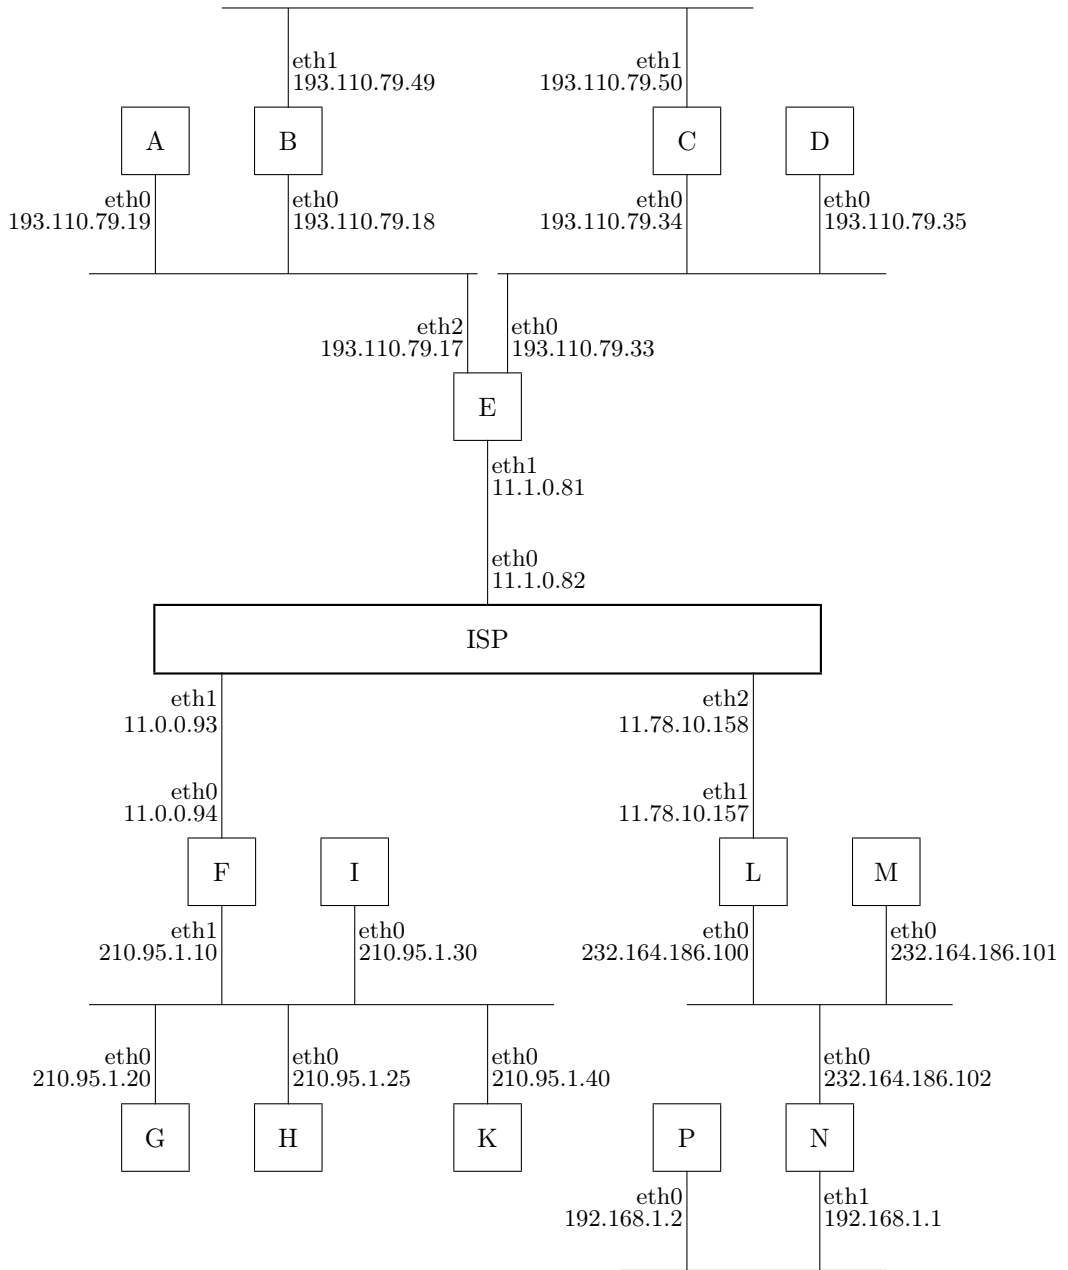 eth1
193.110.79.49
eth1
193.110.79.50
A
B
C
D
eth0
193.110.79.19
eth0
193.110.79.18
eth0
193.110.79.34
eth0
193.110.79.35
eth2
193.110.79.17
eth0
193.110.79.33
E
eth1
11.1.0.81
eth0
11.1.0.82
ISP
eth1
11.0.0.93
eth2
11.78.10.158
eth0
11.0.0.94
eth1
11.78.10.157
F
I
L
M
eth1
210.95.1.10
eth0
210.95.1.30
eth0
232.164.186.100
eth0
232.164.186.101
eth0
210.95.1.20
eth0
210.95.1.25
eth0
210.95.1.40
eth0
232.164.186.102
G
H
K
P
N
eth0
192.168.1.2
eth1
192.168.1.1